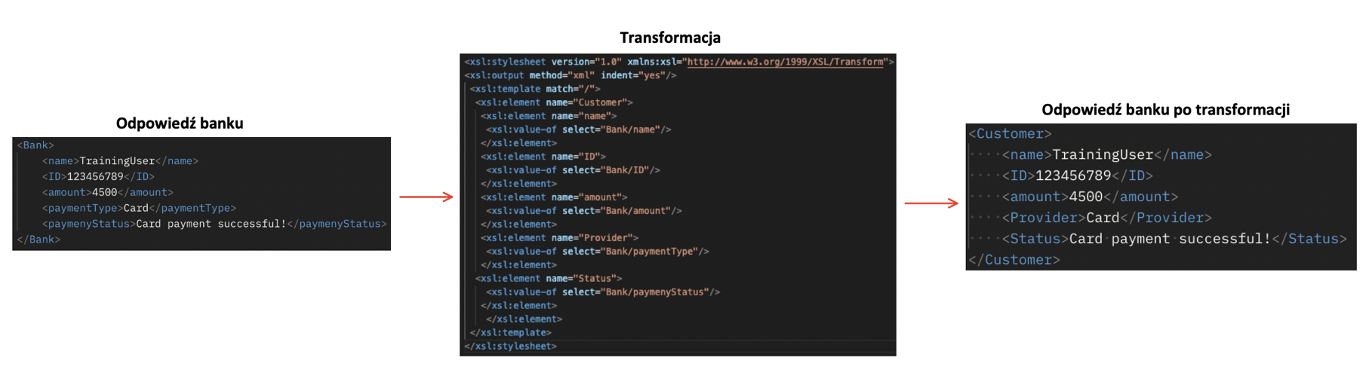 Odpowiedź banku
<Bank>
    <name>TrainingUser</name>
    <ID>123456789</ID>
    <amount>4500</amount>
    <paymentType>Card</paymentType>
    <paymenyStatus>Card payment successful!</paymenyStatus>
</Bank>
Transformacja
<xsl:stylesheet version="1.0" xmlns:xsl="http://www.w3.org/1999/XSL/Transform">
<xsl:output method="xml" indent="yes"/>
 <xsl:template match="/">
  <xsl:element name="Customer">
   <xsl:element name="name">
    <xsl:value-of select="Bank/name"/>
   </xsl:element>
   <xsl:element name="ID">
    <xsl:value-of select="Bank/ID"/>
   </xsl:element>
   <xsl:element name="amount">
    <xsl:value-of select="Bank/amount"/>
   </xsl:element>
   <xsl:element name="Provider">
    <xsl:value-of select="Bank/paymentType"/>
   </xsl:element>
  <xsl:element name="Status">
    <xsl:value-of select="Bank/paymenyStatus"/>
   </xsl:element>
    </xsl:element>
 </xsl:template>
</xsl:stylesheet>
Odpowiedź banku po transformacji
<Customer>
    <name>TrainingUser</name>
    <ID>123456789</ID>
    <amount>4500</amount>
    <Provider>Card</Provider>
    <Status>Card payment successful!</Status>
</Customer>